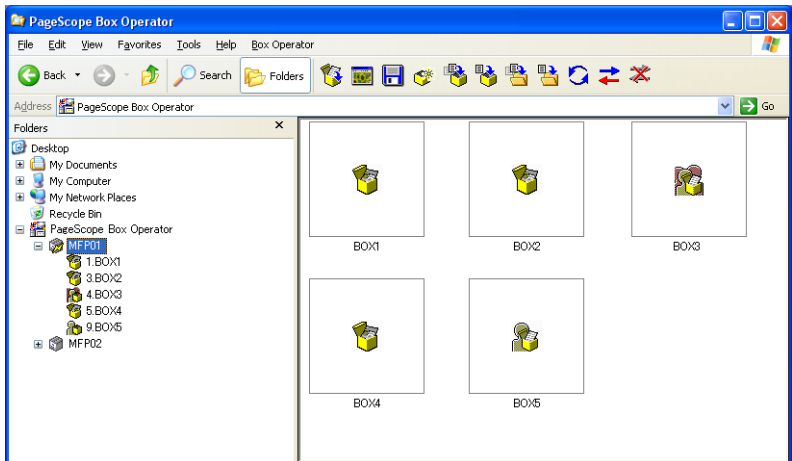 PageScope Box Operator
File Edit View Favorites Tools Help Box Operator
Back Search Folders
Address PageScope Box Operator Go
Folders
Desktop
My Documents
My Computer
My Network Places
Recycle Bin
PageScope Box Operator
MFP01
1.BOX1
3.BOX2
4.BOX3
5.BOX4
9.BOX5
MFP02
BOX1 BOX2 BOX3
BOX4 BOX5